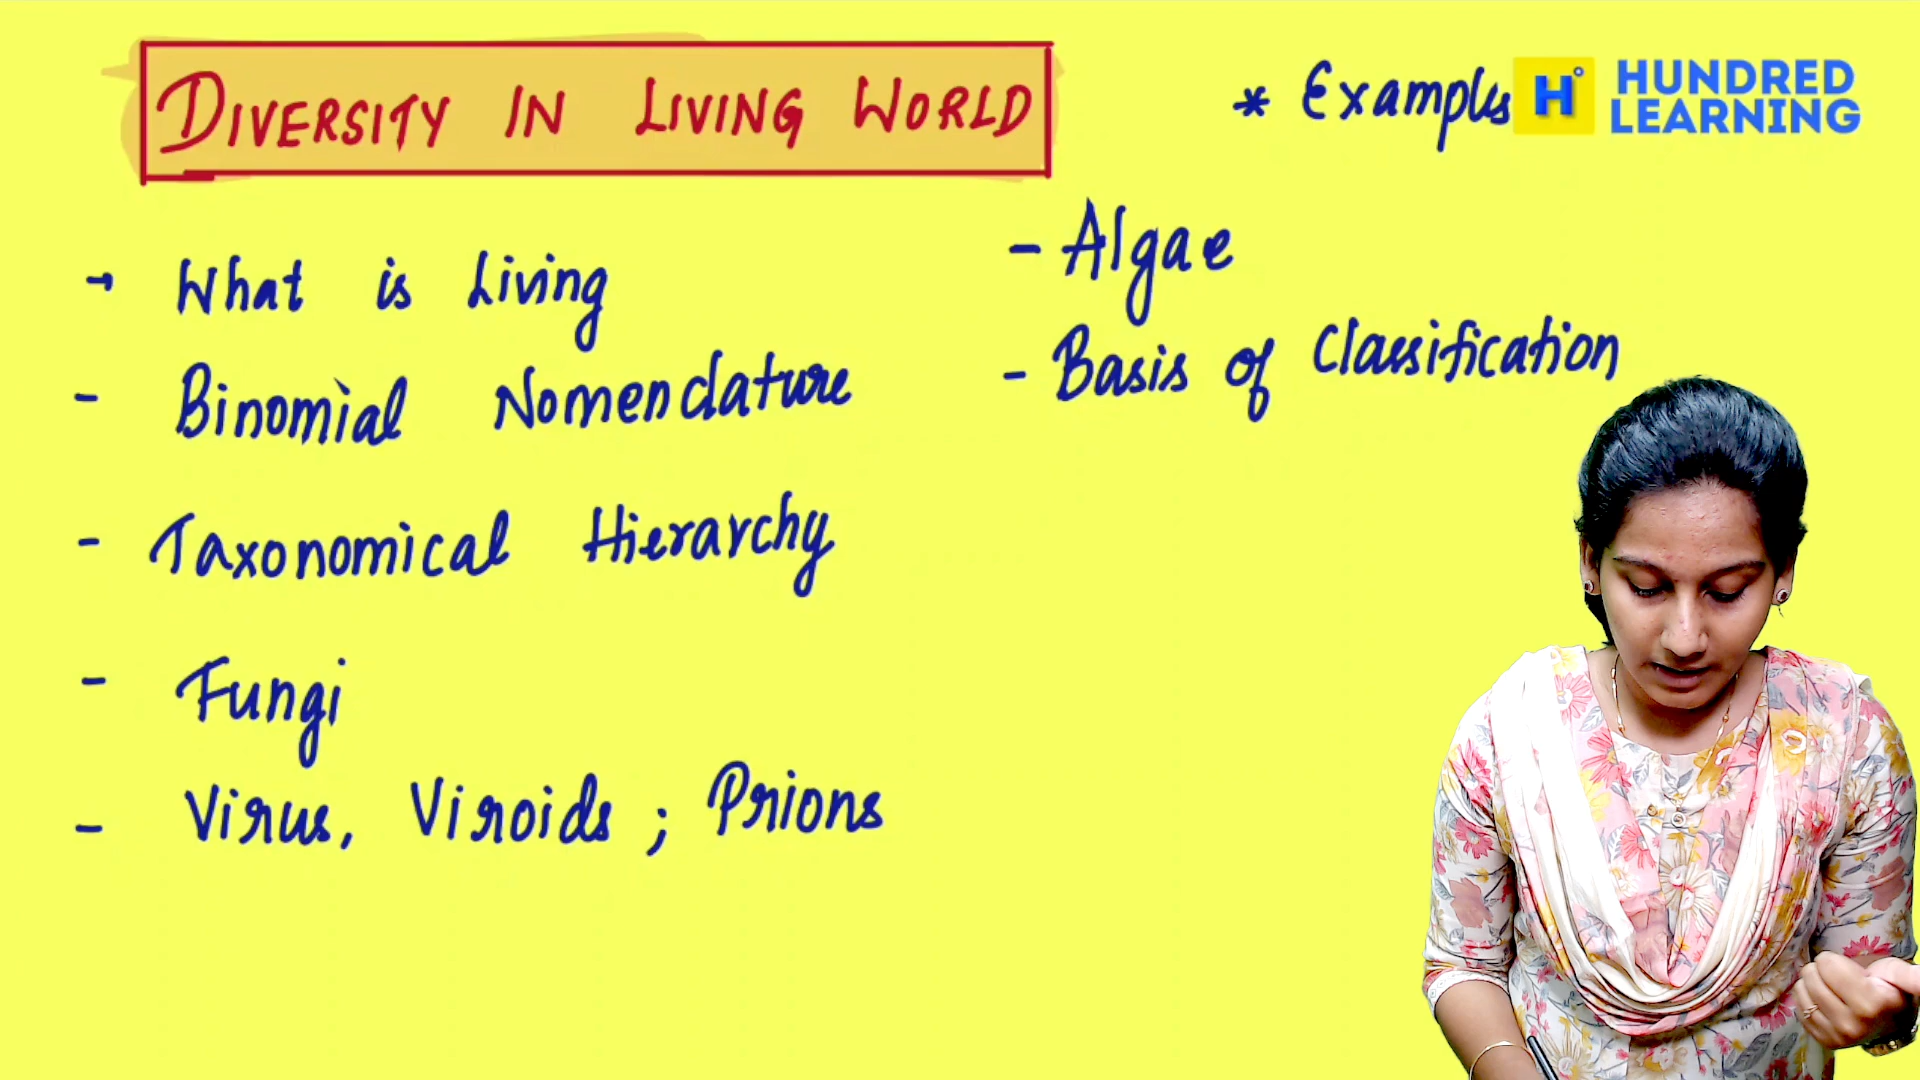 DIVERSITY IN LIVING WORLD
* Examples
H° HUNDRED LEARNING
→ What is Living
- Binomial Nomenclature
- Taxonomical Hierarchy
- Fungi
- Virus, Viroids ; Prions
- Algae
- Basis of Classification